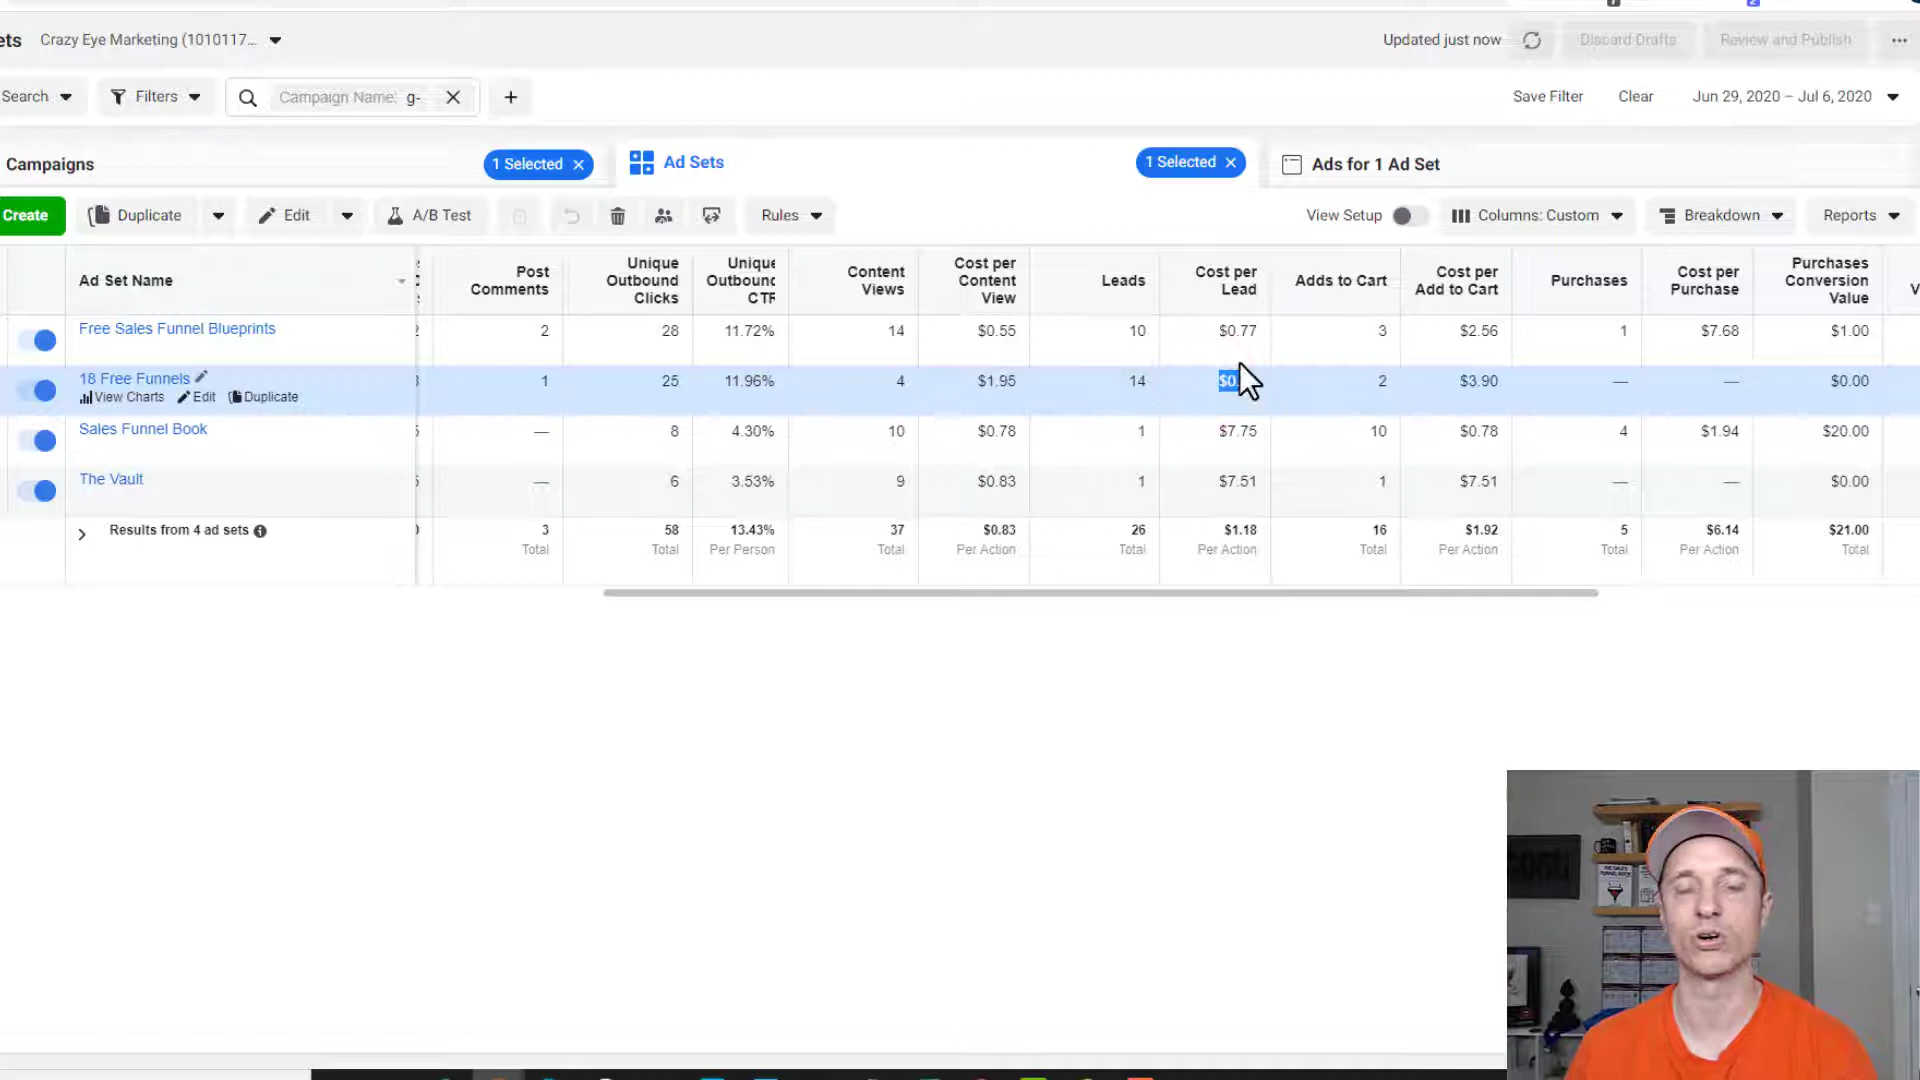 ets Crazy Eye Marketing (1010117... Updated just now Discard Drafts Review and Publish
Search Filters Campaign Name: g- Save Filter Clear Jun 29, 2020 – Jul 6, 2020
Campaigns 1 Selected Ad Sets 1 Selected Ads for 1 Ad Set
Create Duplicate Edit A/B Test Rules View Setup Columns: Custom Breakdown Reports
Ad Set Name
Post
Comments
Unique
Outbound
Clicks
Unique
Outbound
CTR
Content
Views
Cost per
Content
View
Leads
Cost per
Lead
Adds to Cart
Cost per
Add to Cart
Purchases
Cost per
Purchase
Purchases
Conversion
Value
V
Free Sales Funnel Blueprints 2 28 11.72% 14 $0.55 10 $0.77 3 $2.56 1 $7.68 $1.00
18 Free Funnels 1 25 11.96% 4 $1.95 14 $0. 2 $3.90 — — $0.00
View Charts Edit Duplicate
Sales Funnel Book — 8 4.30% 10 $0.78 1 $7.75 10 $0.78 4 $1.94 $20.00
The Vault — 6 3.53% 9 $0.83 1 $7.51 1 $7.51 — — $0.00
Results from 4 ad sets 3 58 13.43% 37 $0.83 26 $1.18 16 $1.92 5 $6.14 $21.00
Total Total Per Person Total Per Action Total Per Action Total Per Action Total Per Action Total